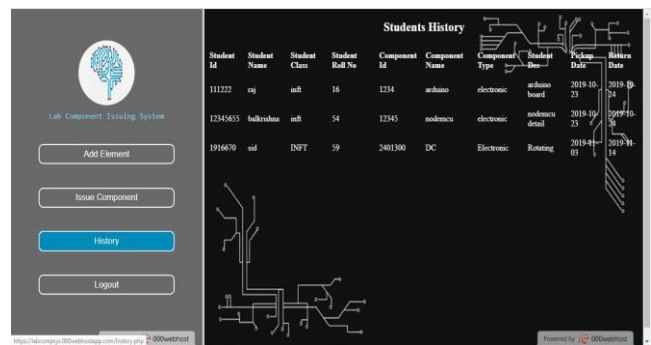 Lab Component Issuing System
Add Element
Issue Component
History
Logout
https://labcompsys.000webhostapp.com/history.php
000webhost
Students History
Student Id Student Name Student Class Student Roll No Component Id Component Name Component Type Student Des Pickup Date Return Date
111222 raj inft 16 1234 arduino electronic arduino board 2019-10-23 2019-10-24
12345655 balkrishna inft 54 12345 nodemcu electronic nodemcu detail 2019-10-23 2019-10-24
1916670 sid INFT 59 2401300 DC Electronic Rotating 2019-11-03 2019-11-14
Powered by 000webhost